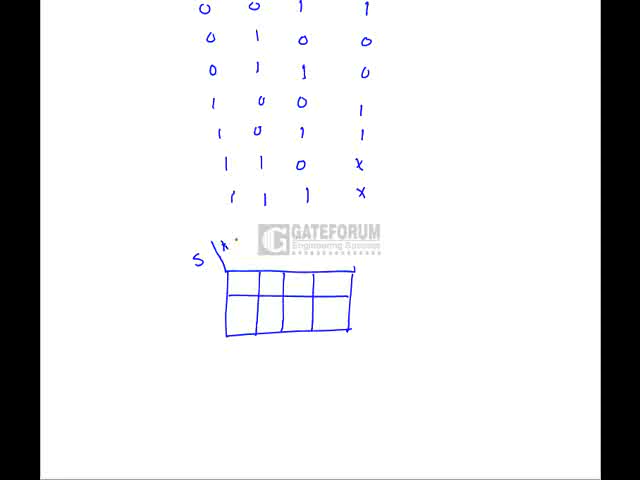 0 0 1 1
0 1 0 0
0 1 1 0
1 0 0 1
1 0 1 1
1 1 0 x
1 1 1 x
GATEFORUM
Engineering Success
S